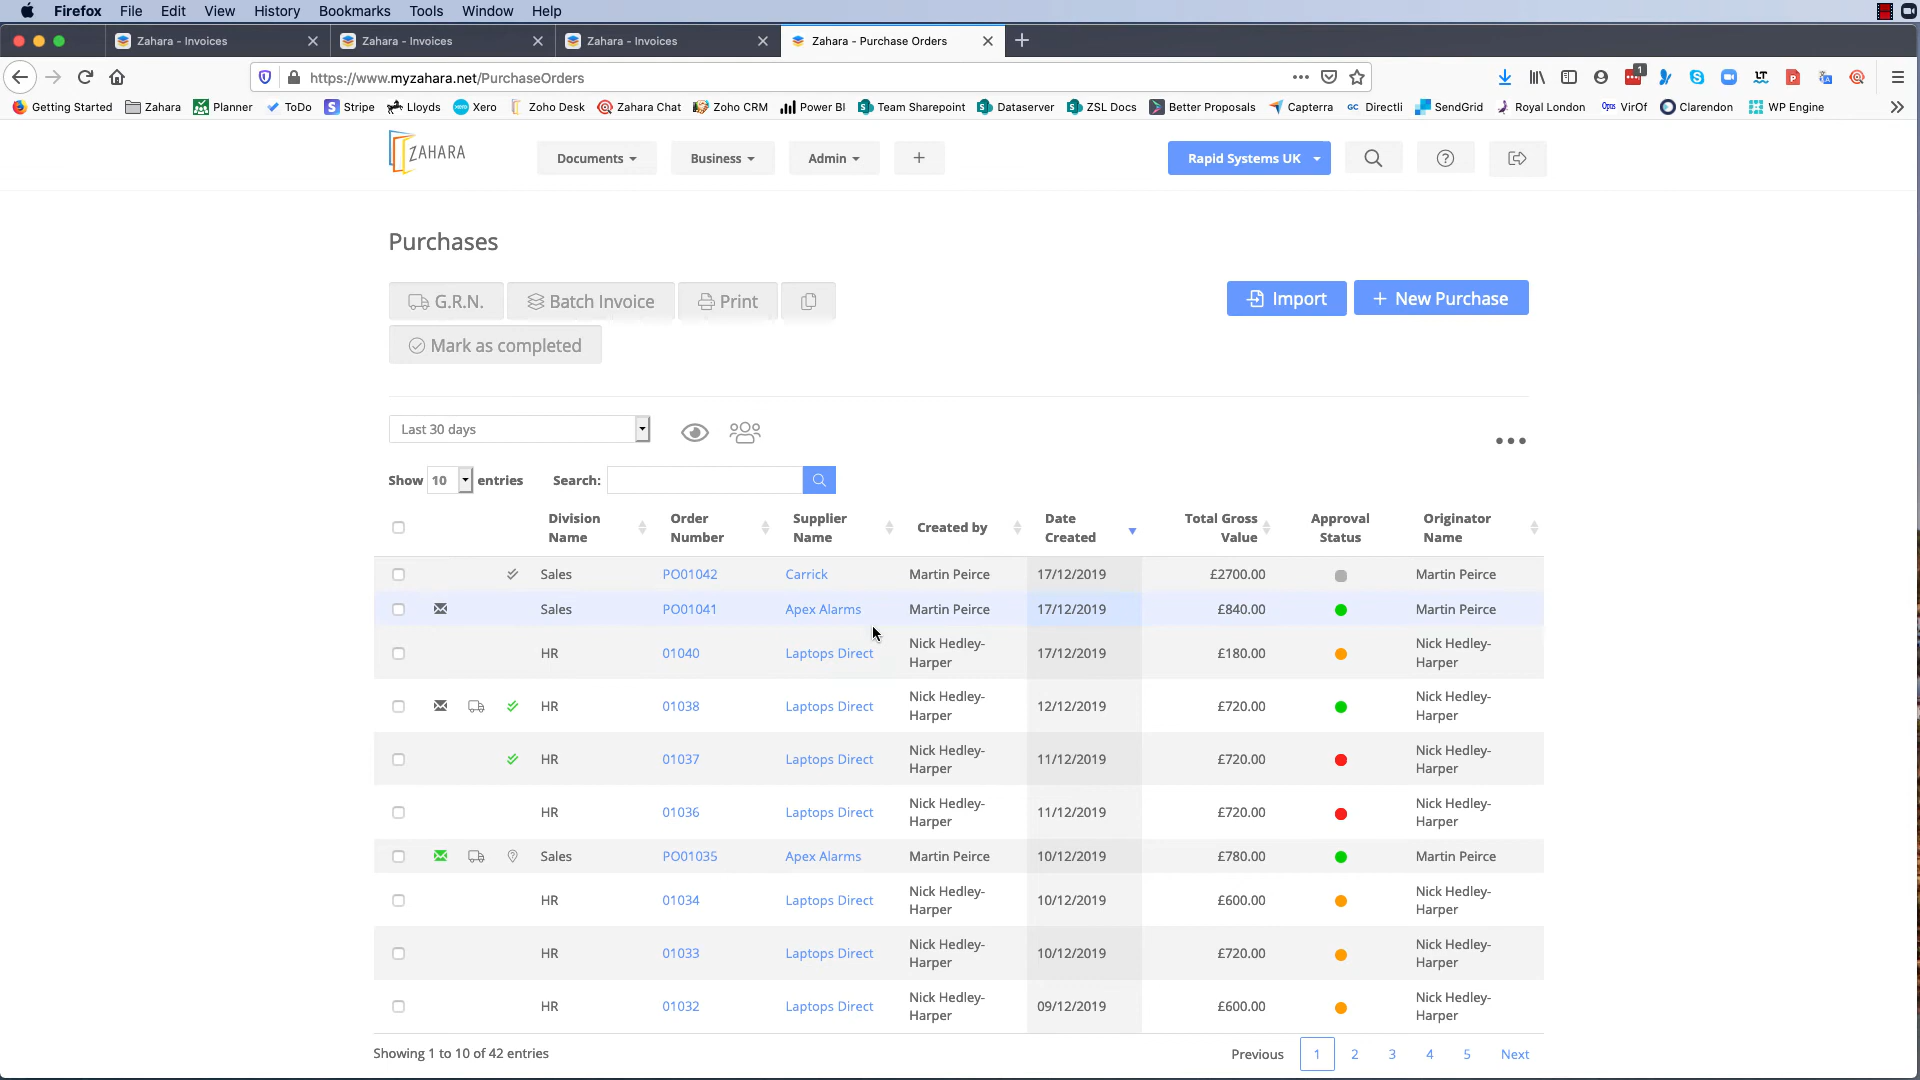 Firefox File Edit View History Bookmarks Tools Window Help
Zahara - Invoices Zahara - Invoices Zahara - Invoices Zahara - Purchase Orders
https://www.myzahara.net/PurchaseOrders 1
Getting Started Zahara Planner ToDo Stripe Lloyds Xero Zoho Desk Zahara Chat Zoho CRM Power BI Team Sharepoint Dataserver ZSL Docs Better Proposals Capterra GC Directli SendGrid Royal London Opus VirOf Clarendon WP Engine
ZAHARA Documents Business Admin + Rapid Systems UK
Purchases
G.R.N. Batch Invoice Print Import + New Purchase
Mark as completed
Last 30 days
Show 10 entries Search:
Division Name Order Number Supplier Name Created by Date Created Total Gross Value Approval Status Originator Name
Sales PO01042 Carrick Martin Peirce 17/12/2019 £2700.00 Martin Peirce
Sales PO01041 Apex Alarms Martin Peirce 17/12/2019 £840.00 Martin Peirce
HR 01040 Laptops Direct Nick Hedley-Harper 17/12/2019 £180.00 Nick Hedley-Harper
HR 01038 Laptops Direct Nick Hedley-Harper 12/12/2019 £720.00 Nick Hedley-Harper
HR 01037 Laptops Direct Nick Hedley-Harper 11/12/2019 £720.00 Nick Hedley-Harper
HR 01036 Laptops Direct Nick Hedley-Harper 11/12/2019 £720.00 Nick Hedley-Harper
Sales PO01035 Apex Alarms Martin Peirce 10/12/2019 £780.00 Martin Peirce
HR 01034 Laptops Direct Nick Hedley-Harper 10/12/2019 £600.00 Nick Hedley-Harper
HR 01033 Laptops Direct Nick Hedley-Harper 10/12/2019 £720.00 Nick Hedley-Harper
HR 01032 Laptops Direct Nick Hedley-Harper 09/12/2019 £600.00 Nick Hedley-Harper
Showing 1 to 10 of 42 entries Previous 1 2 3 4 5 Next